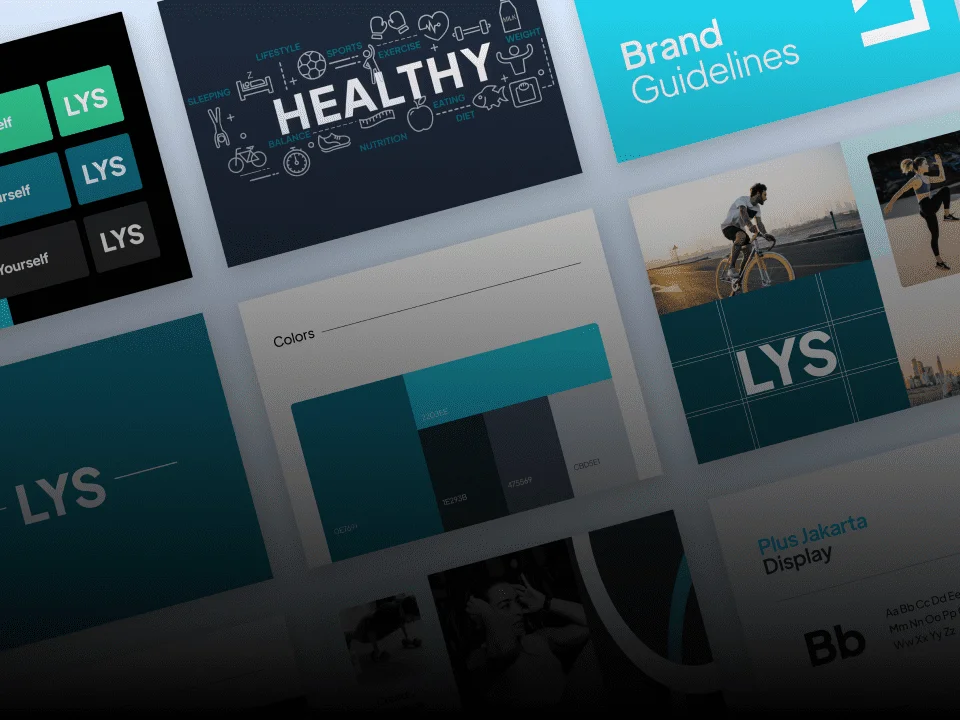 LYS
LYS
Yourself
LYS
LIFESTYLE
SPORTS
EXERCISE
MILK
WEIGHT
SLEEPING
Z
HEALTHY
BALANCE
NUTRITION
EATING
DIET
Brand
Guidelines
LYS
Colors
22D3EE
1E293B
475569
CBD5E1
LYS
Plus Jakarta
Display
Bb
Aa Bb Cc Dd Ee
Mm Nn Oo Pp
Ww Xx Yy Zz